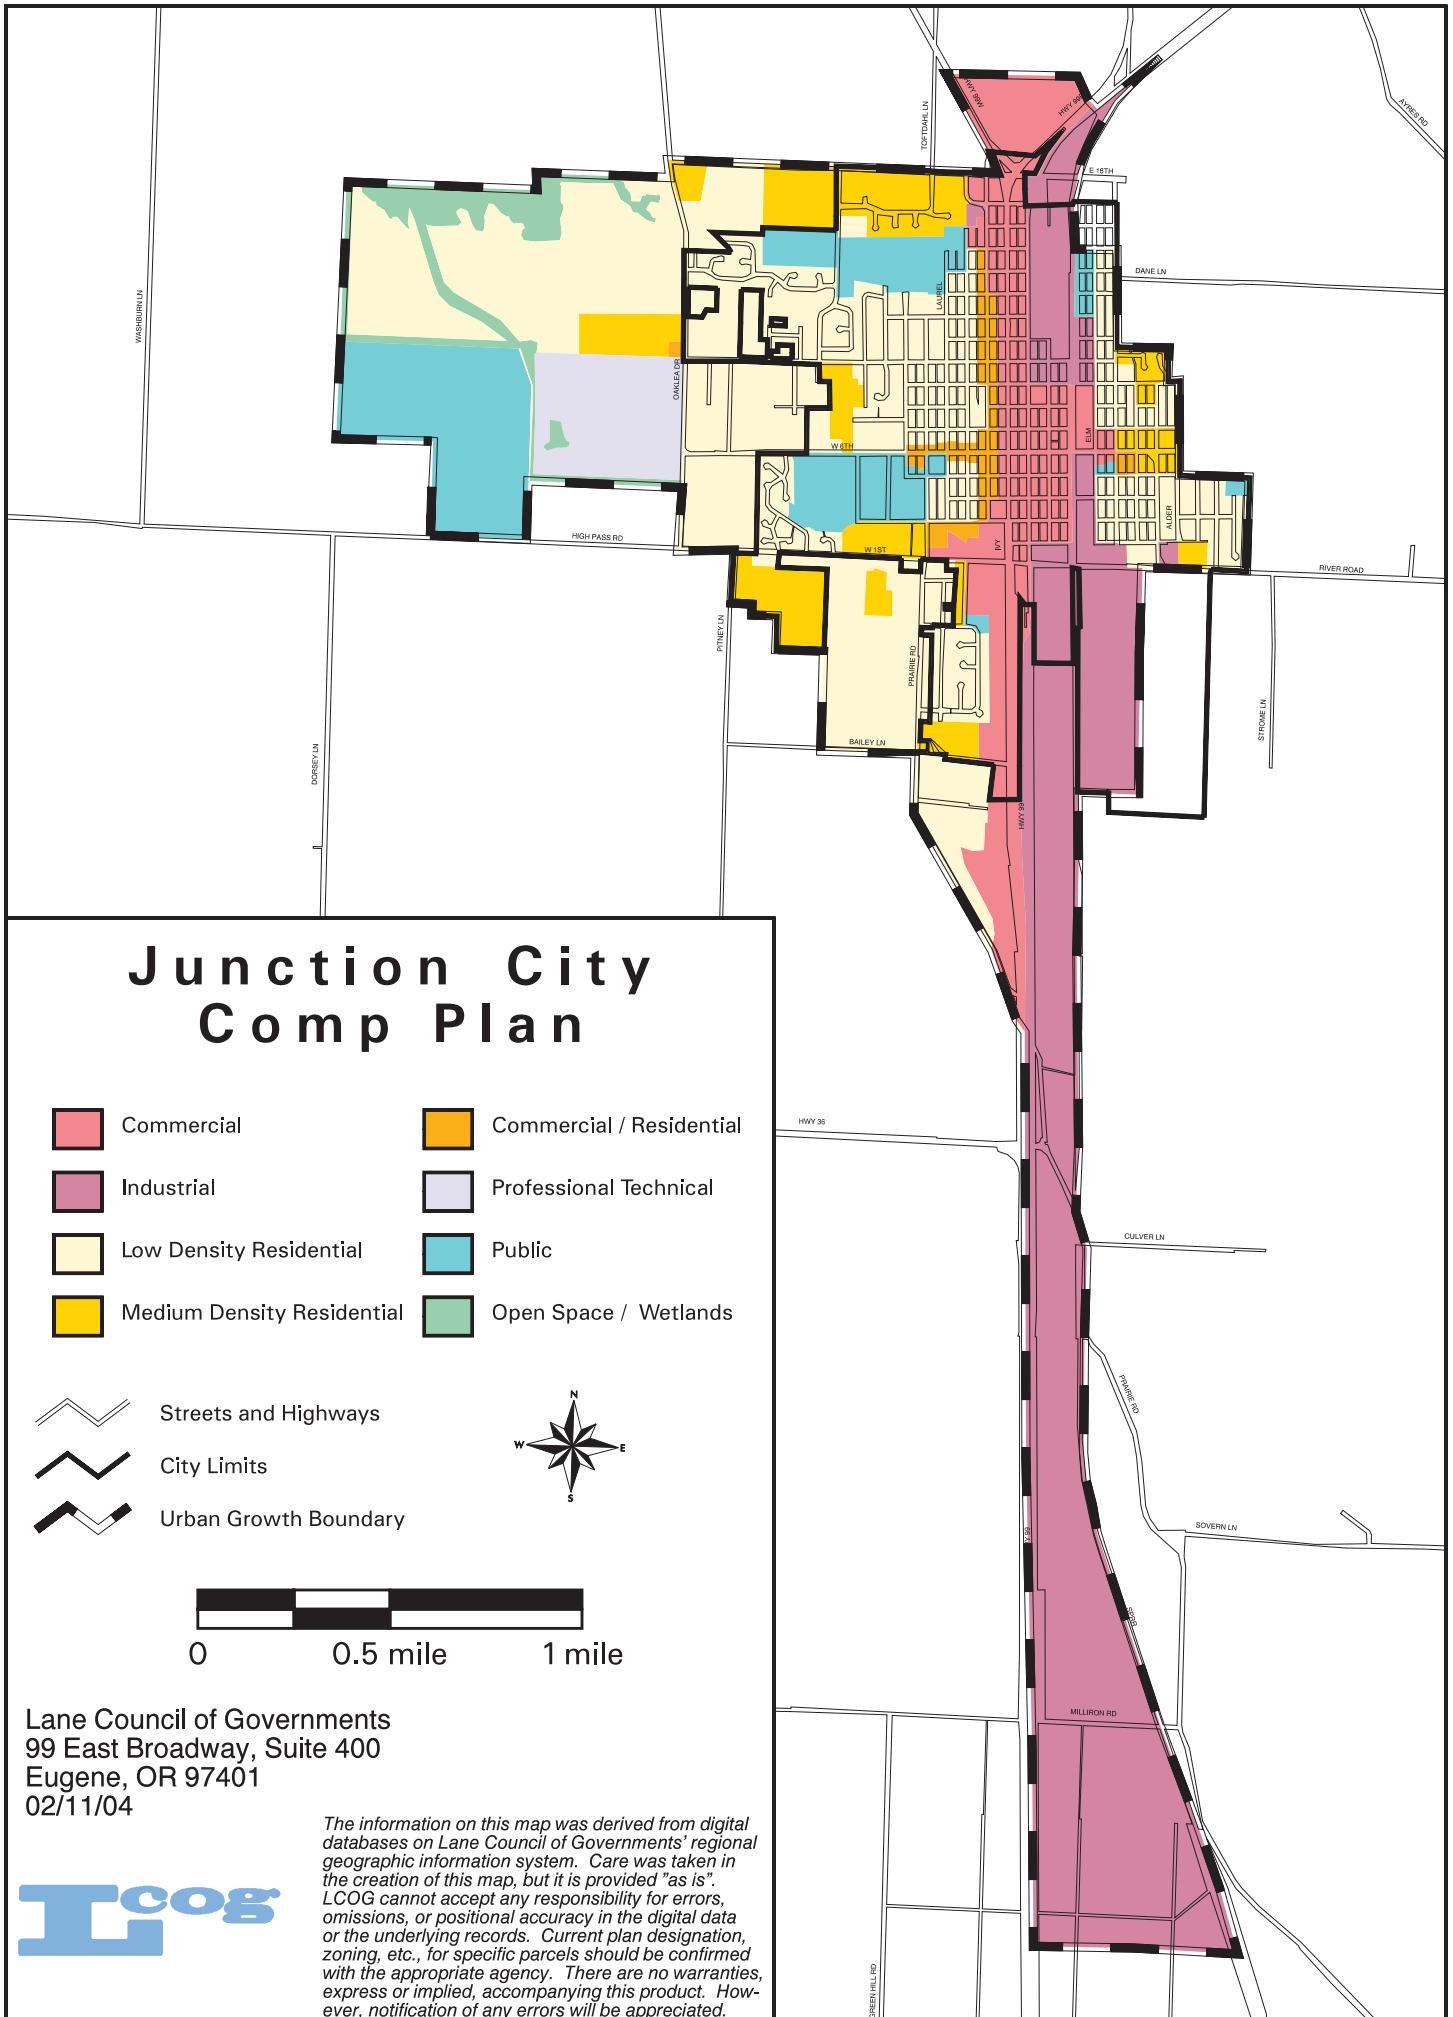 HWY 99W
HWY 99E
TOFTDAHL LN
AYRES RD
E 18TH
DANE LN
WASHBURN LN
LAUREL
OAKLEA DR
W 6TH
ELM
ALDER
IVY
HIGH PASS RD
W 1ST
RIVER ROAD
PITNEY LN
PRAIRIE RD
STROME LN
BAILEY LN
DORSEY LN
HWY 99
Junction City
Comp Plan
Commercial
Commercial / Residential
Industrial
Professional Technical
Low Density Residential
Public
Medium Density Residential
Open Space / Wetlands
Streets and Highways
City Limits
Urban Growth Boundary
N
W
E
S
0
0.5 mile
1 mile
HWY 36
CULVER LN
PRAIRIE RD
SOVERN LN
Y 99
SPRR
MILLIRON RD
GREEN HILL RD
Lane Council of Governments
99 East Broadway, Suite 400
Eugene, OR 97401
02/11/04
Lcog
The information on this map was derived from digital
databases on Lane Council of Governments' regional
geographic information system. Care was taken in
the creation of this map, but it is provided "as is".
LCOG cannot accept any responsibility for errors,
omissions, or positional accuracy in the digital data
or the underlying records. Current plan designation,
zoning, etc., for specific parcels should be confirmed
with the appropriate agency. There are no warranties,
express or implied, accompanying this product. How-
ever, notification of any errors will be appreciated.